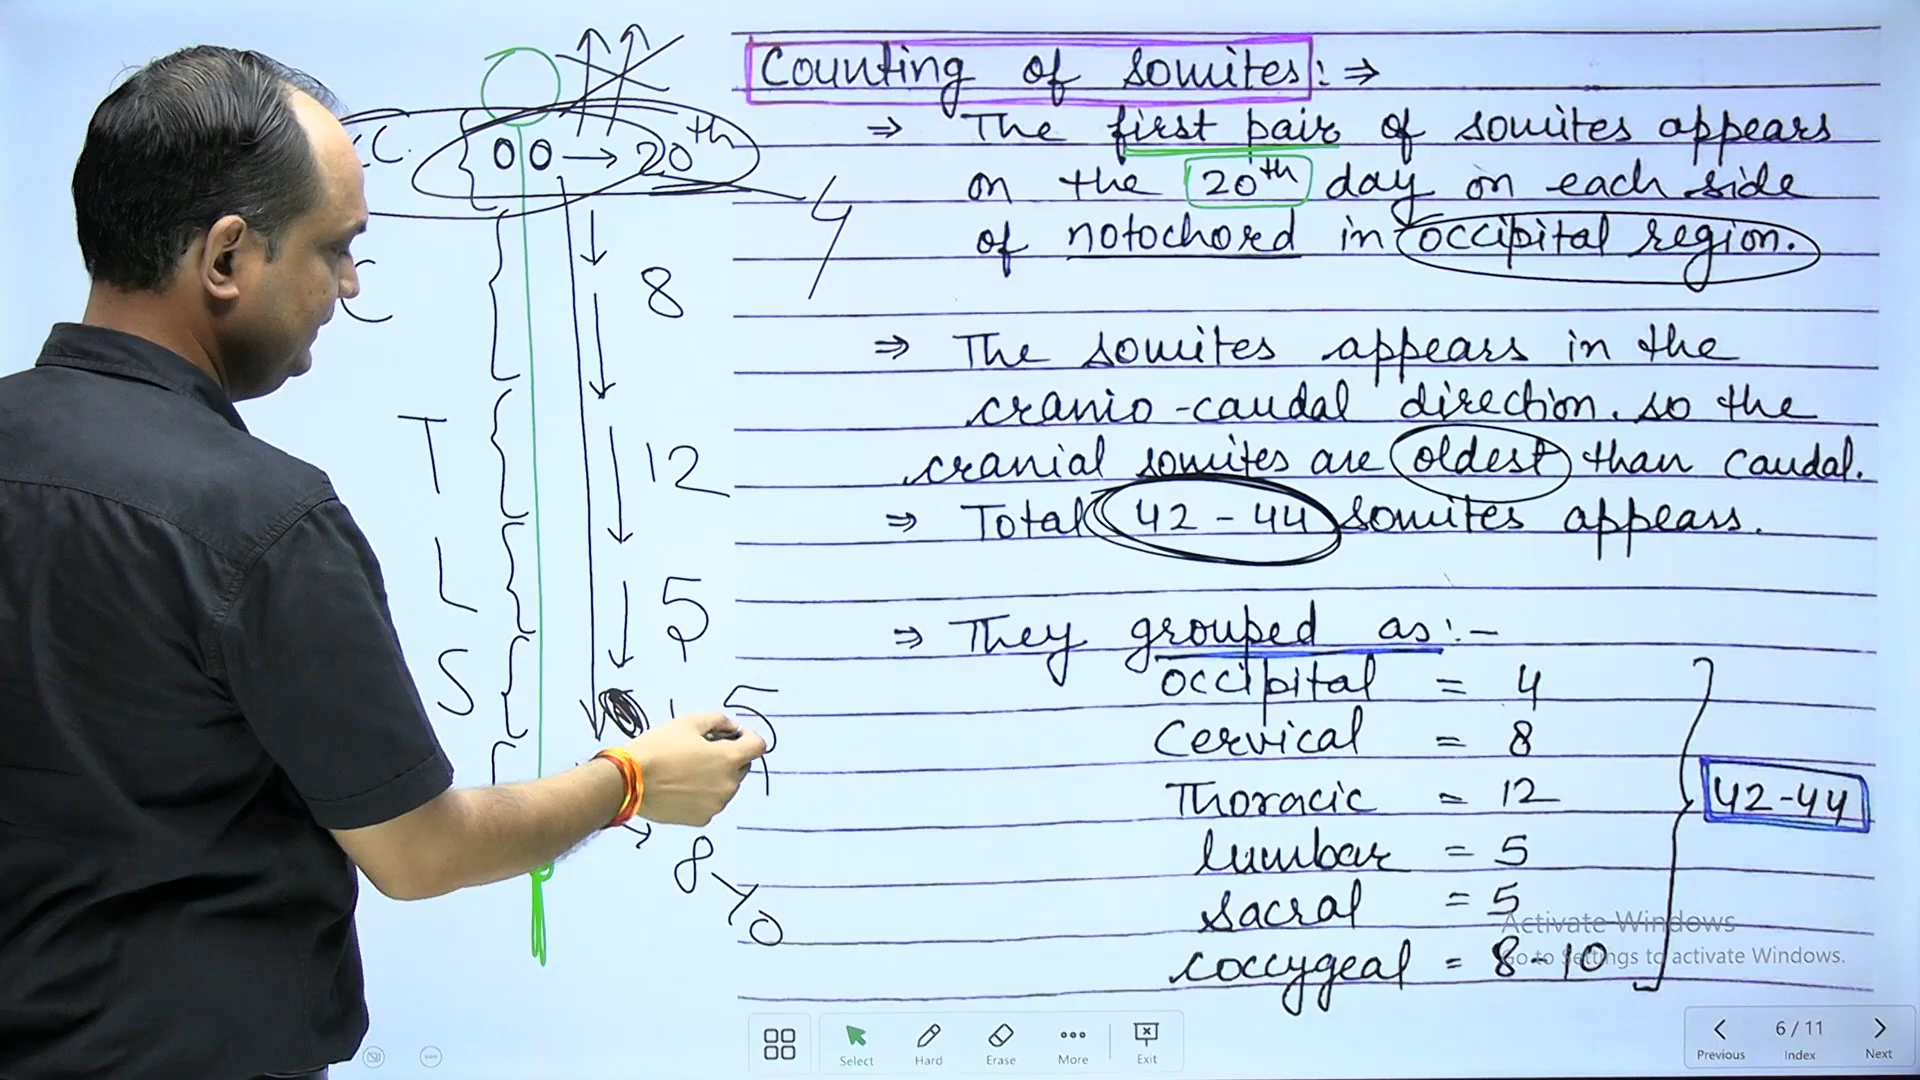 Counting of somites:⇒
⇒ The first pair of somites appears
on the 20th day on each side
of notochord in occipital region.
⇒ The somites appears in the
cranio-caudal direction. so the
cranial somites are oldest than caudal.
⇒ Total 42 - 44 somites appears.
⇒ They grouped as:-
occipital = 4
Cervical = 8
Thoracic = 12
lumbar = 5
sacral = 5
coccygeal = 8-10
42-44
C.
00 → 20th
4
C
8
T
12
L
5
S
5
8
10
Activate Windows
Go to Settings to activate Windows.
Select
Hard
Erase
More
Exit
Previous
6 / 11
Index
Next